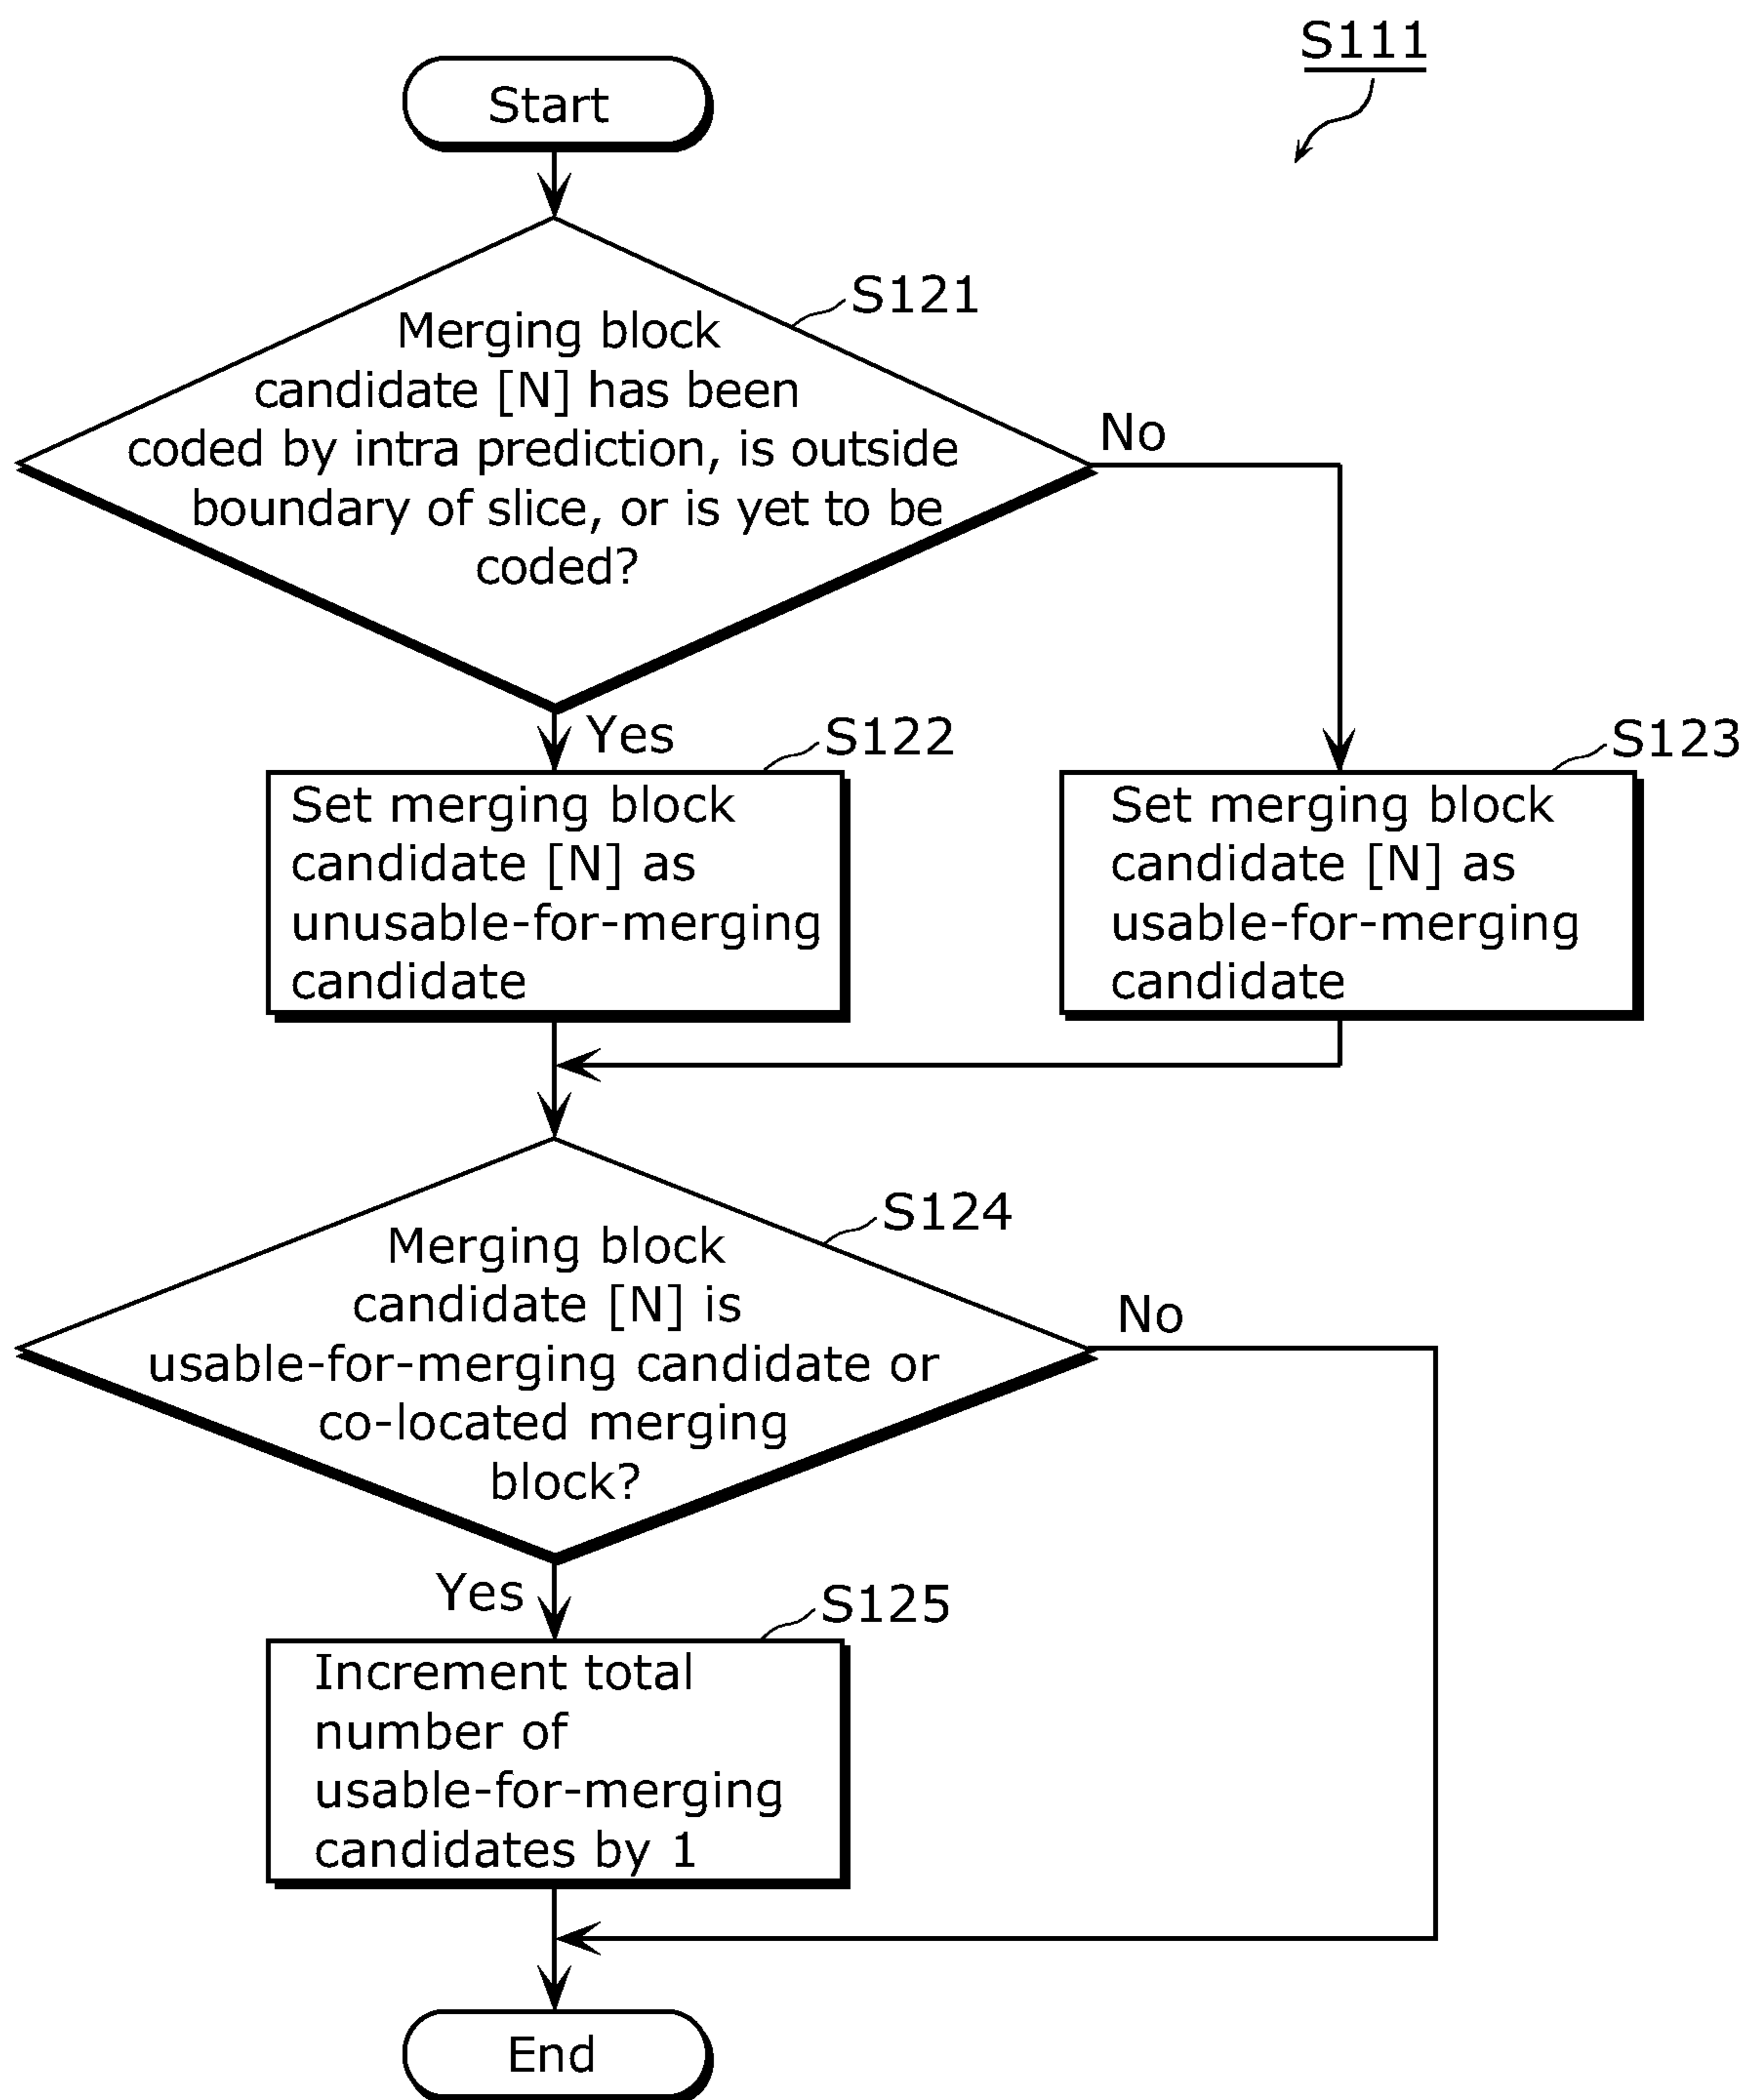 S111
Start
S121
Merging block
candidate [N] has been
coded by intra prediction, is outside
boundary of slice, or is yet to be
coded?
No
Yes
S122
Set merging block
candidate [N] as
unusable-for-merging
candidate
S123
Set merging block
candidate [N] as
usable-for-merging
candidate
S124
Merging block
candidate [N] is
usable-for-merging candidate or
co-located merging
block?
No
Yes
S125
Increment total
number of
usable-for-merging
candidates by 1
End